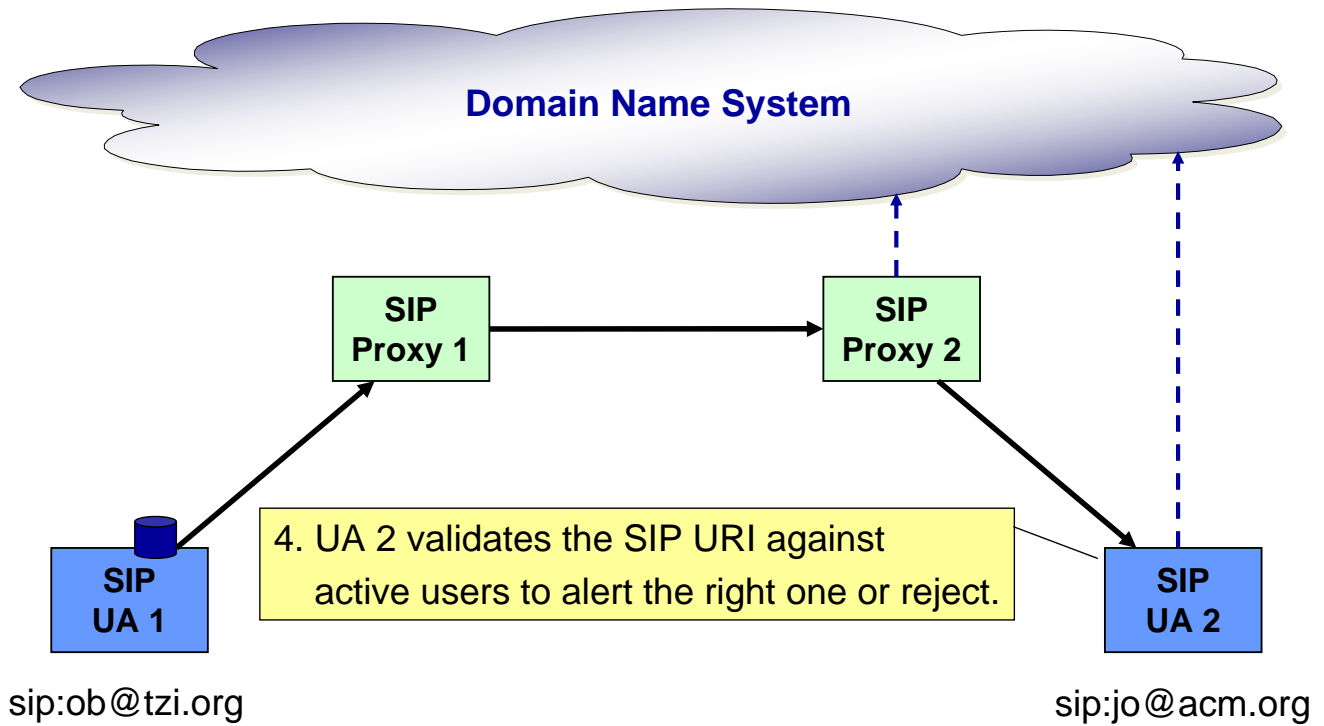 Domain Name System
SIP
Proxy 1
SIP
Proxy 2
4. UA 2 validates the SIP URI against
active users to alert the right one or reject.
SIP
UA 1
SIP
UA 2
sip:ob@tzi.org
sip:jo@acm.org